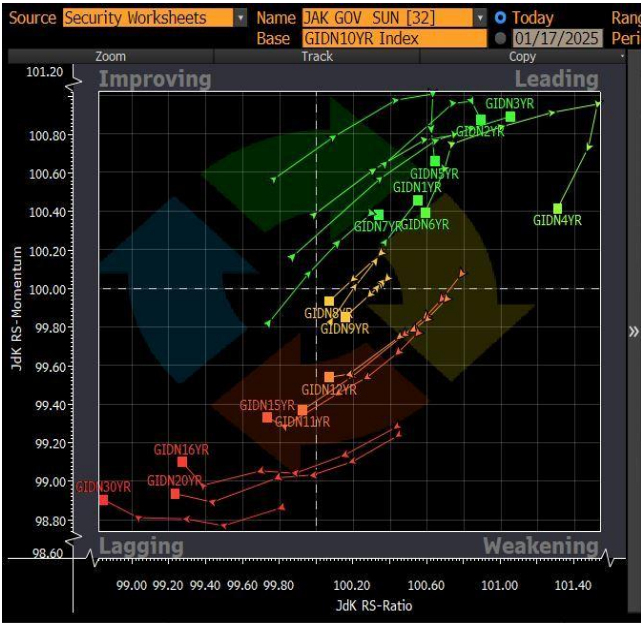 Source Security Worksheets Name JAK GOV SUN [32] Today Rang
Base GIDN10YR Index 01/17/2025 Peri
Zoom Track Copy
101.20
Improving Leading
GIDN3YR
100.80
GIDN2YR
100.60
GIDN5YR
GIDN1YR
100.40
GIDN7YR GIDN6YR GIDN4YR
100.20
100.00
GIDN8YR
99.80
GIDN9YR
99.60
GIDN12YR
99.40
GIDN15YR
GIDN11YR
99.20
GIDN16YR
99.00
GIDN20YR
GIDN30YR
98.80
98.60
Lagging Weakening
JdK RS-Momentum
99.00 99.20 99.40 99.60 99.80 100.20 100.60 101.00 101.40
JdK RS-Ratio
»